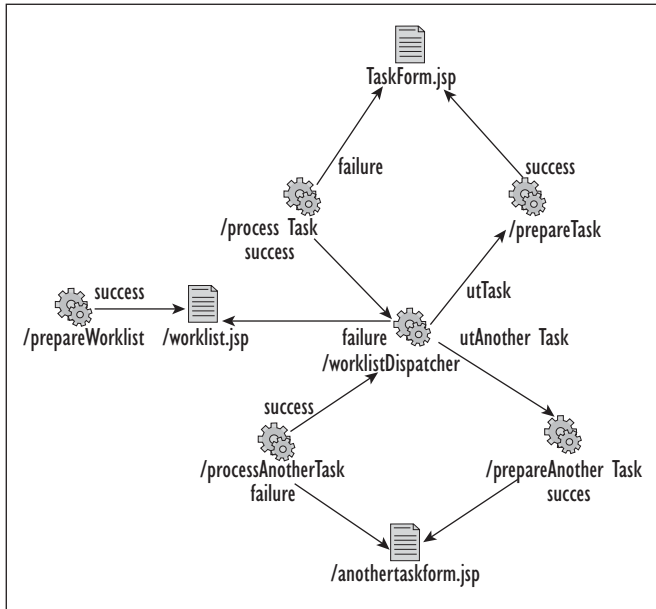 TaskForm.jsp
failure
success
/process Task
success
/prepareTask
utTask
success
/prepareWorklist
/worklist.jsp
failure
/worklistDispatcher
utAnother Task
success
/processAnotherTask
failure
/prepareAnother Task
succes
/anothertaskform.jsp